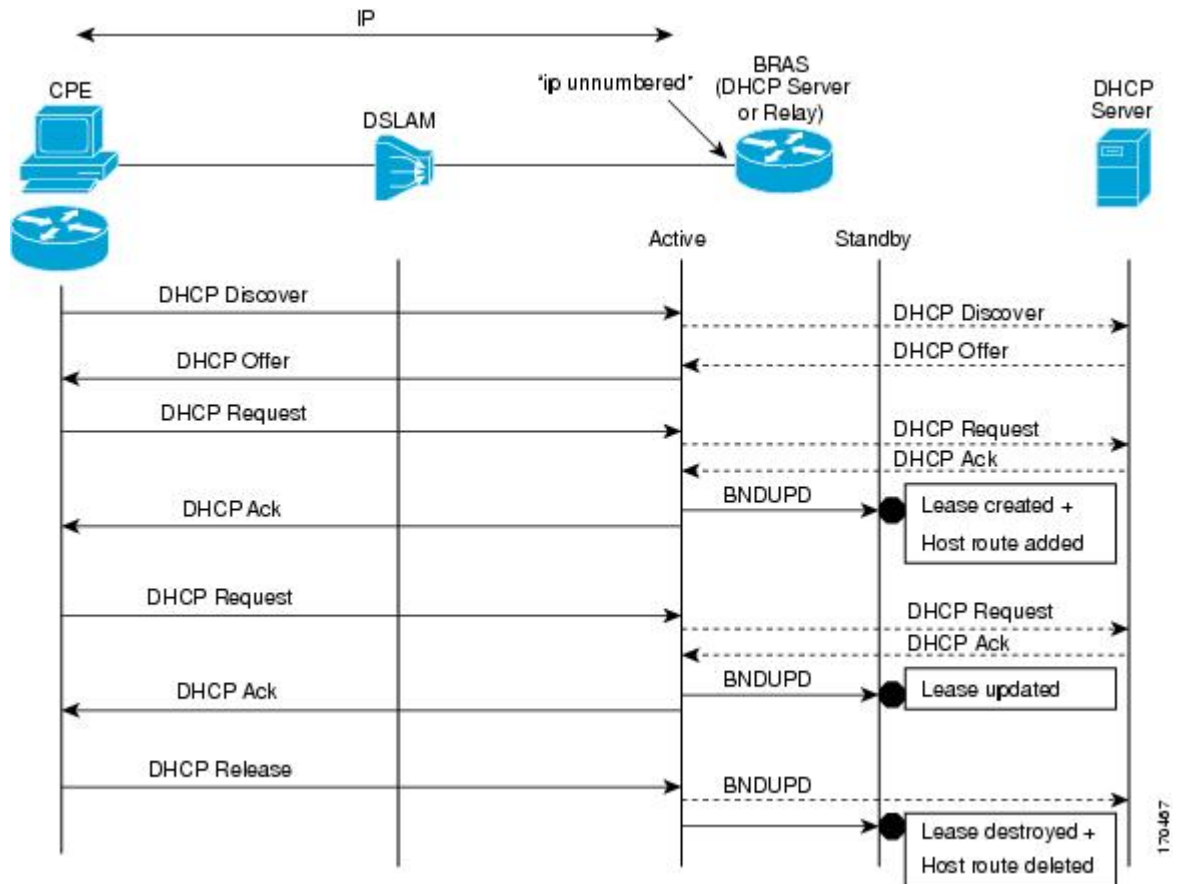 IP
CPE
DSLAM
"ip unnumbered"
BRAS
(DHCP Server
or Relay)
DHCP
Server
Active
Standby
DHCP Discover
DHCP Discover
DHCP Offer
DHCP Offer
DHCP Request
DHCP Request
DHCP Ack
BNDUPD
DHCP Ack
Lease created +
Host route added
DHCP Request
DHCP Request
DHCP Ack
BNDUPD
DHCP Ack
Lease updated
DHCP Release
BNDUPD
Lease destroyed +
Host route deleted
170467